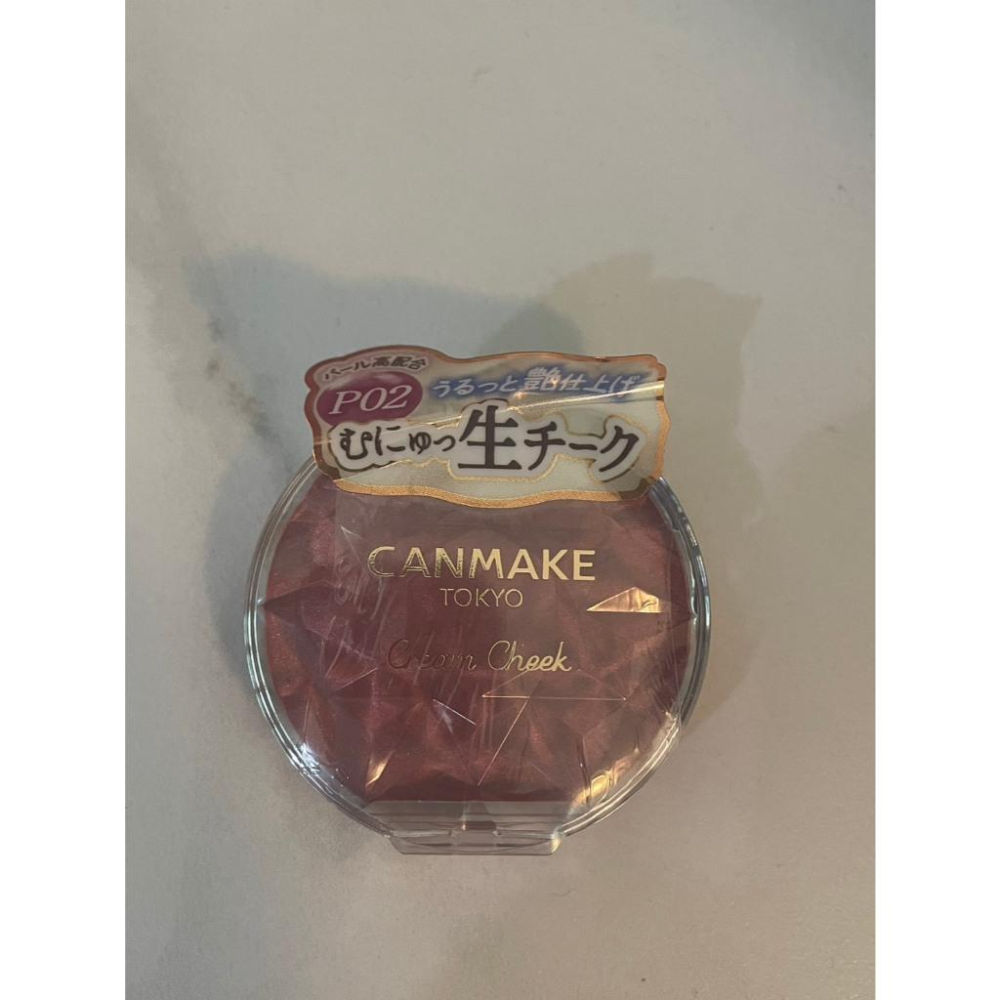 パール高配合
P02
うるっと艶仕上げ
むにゅっ生チーク
CANMAKE
TOKYO
Cream Cheek